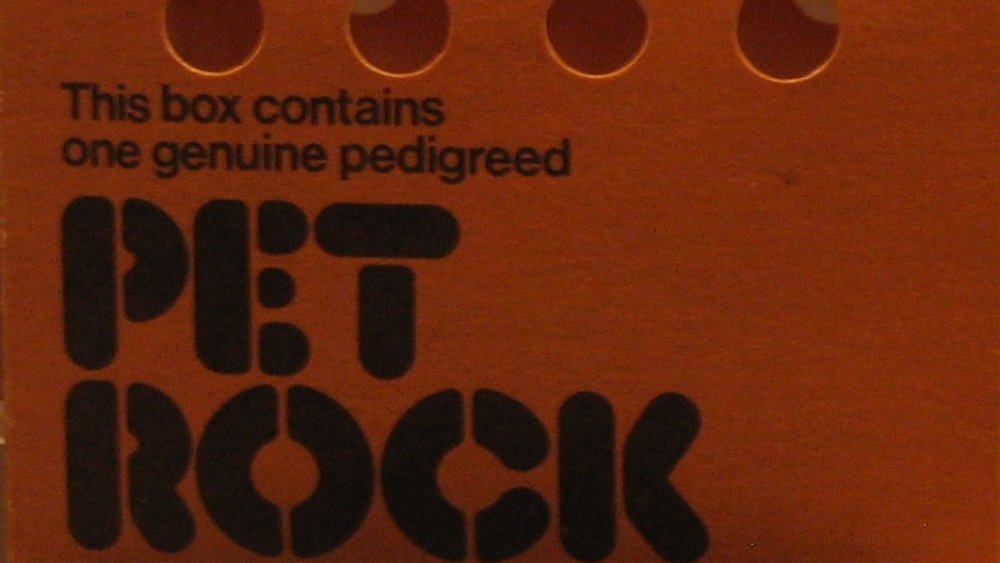 This box contains
one genuine pedigreed
PET
ROCK